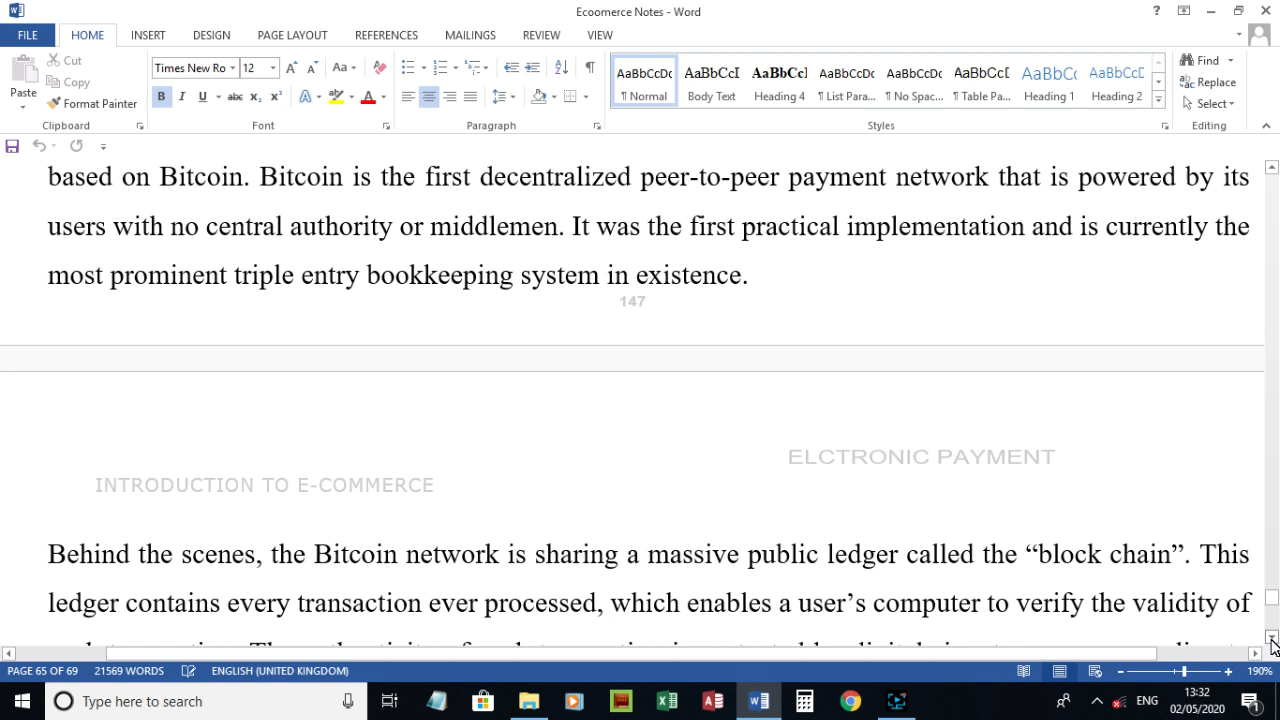 Ecoomerce Notes - Word
FILE HOME INSERT DESIGN PAGE LAYOUT REFERENCES MAILINGS REVIEW VIEW
Paste
Cut
Copy
Format Painter
Clipboard
Times New Ro 12
Font
Paragraph
AaBbCcDc AaBbCcI AaBbCcI AaBbCcDc AaBbCcDc AaBbCcD AaBbCc AaBbCcD
¶ Normal Body Text Heading 4 ¶ List Para... ¶ No Spac... ¶ Table Pa... Heading 1 Heading 2
Styles
Find
Replace
Select
Editing
based on Bitcoin. Bitcoin is the first decentralized peer-to-peer payment network that is powered by its
users with no central authority or middlemen. It was the first practical implementation and is currently the
most prominent triple entry bookkeeping system in existence.
147
ELCTRONIC PAYMENT
INTRODUCTION TO E-COMMERCE
Behind the scenes, the Bitcoin network is sharing a massive public ledger called the “block chain”. This
ledger contains every transaction ever processed, which enables a user’s computer to verify the validity of
PAGE 65 OF 69 21569 WORDS ENGLISH (UNITED KINGDOM) 190%
Type here to search
ENG
13:32
02/05/2020